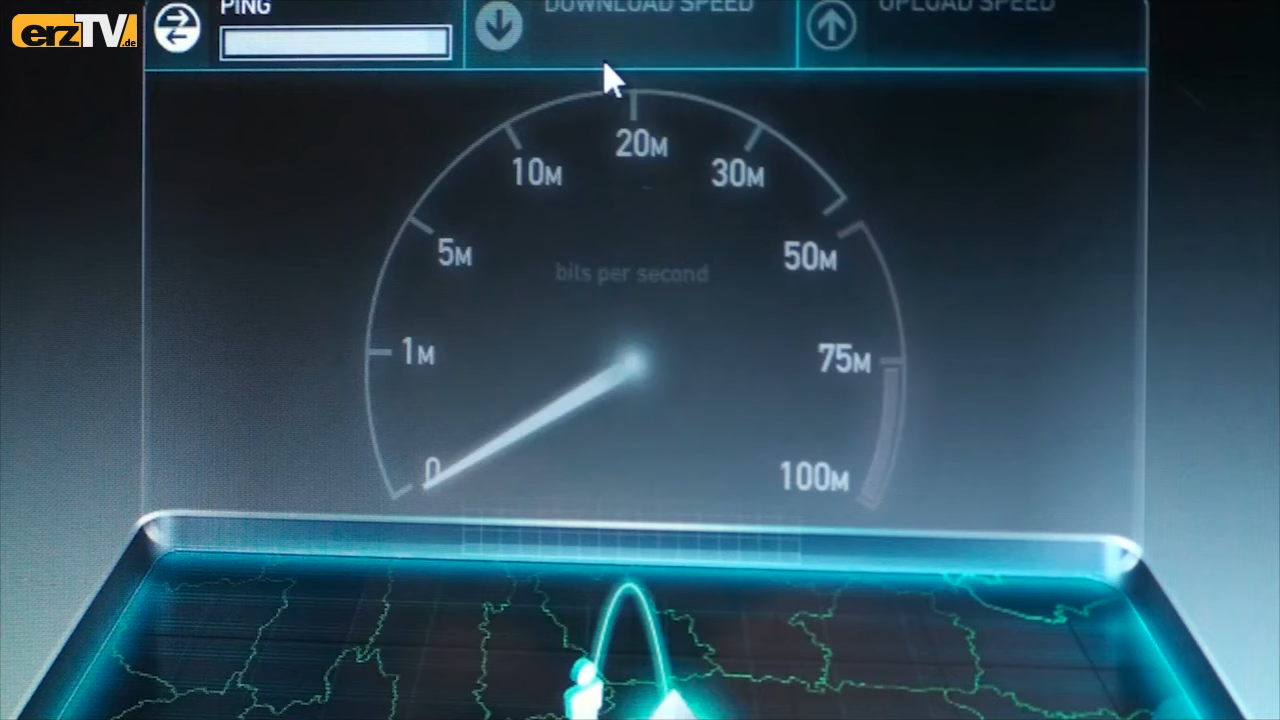 erzTV.de
PING
DOWNLOAD SPEED
UPLOAD SPEED
20M
10M
30M
5M
50M
bits per second
1M
75M
0
100M